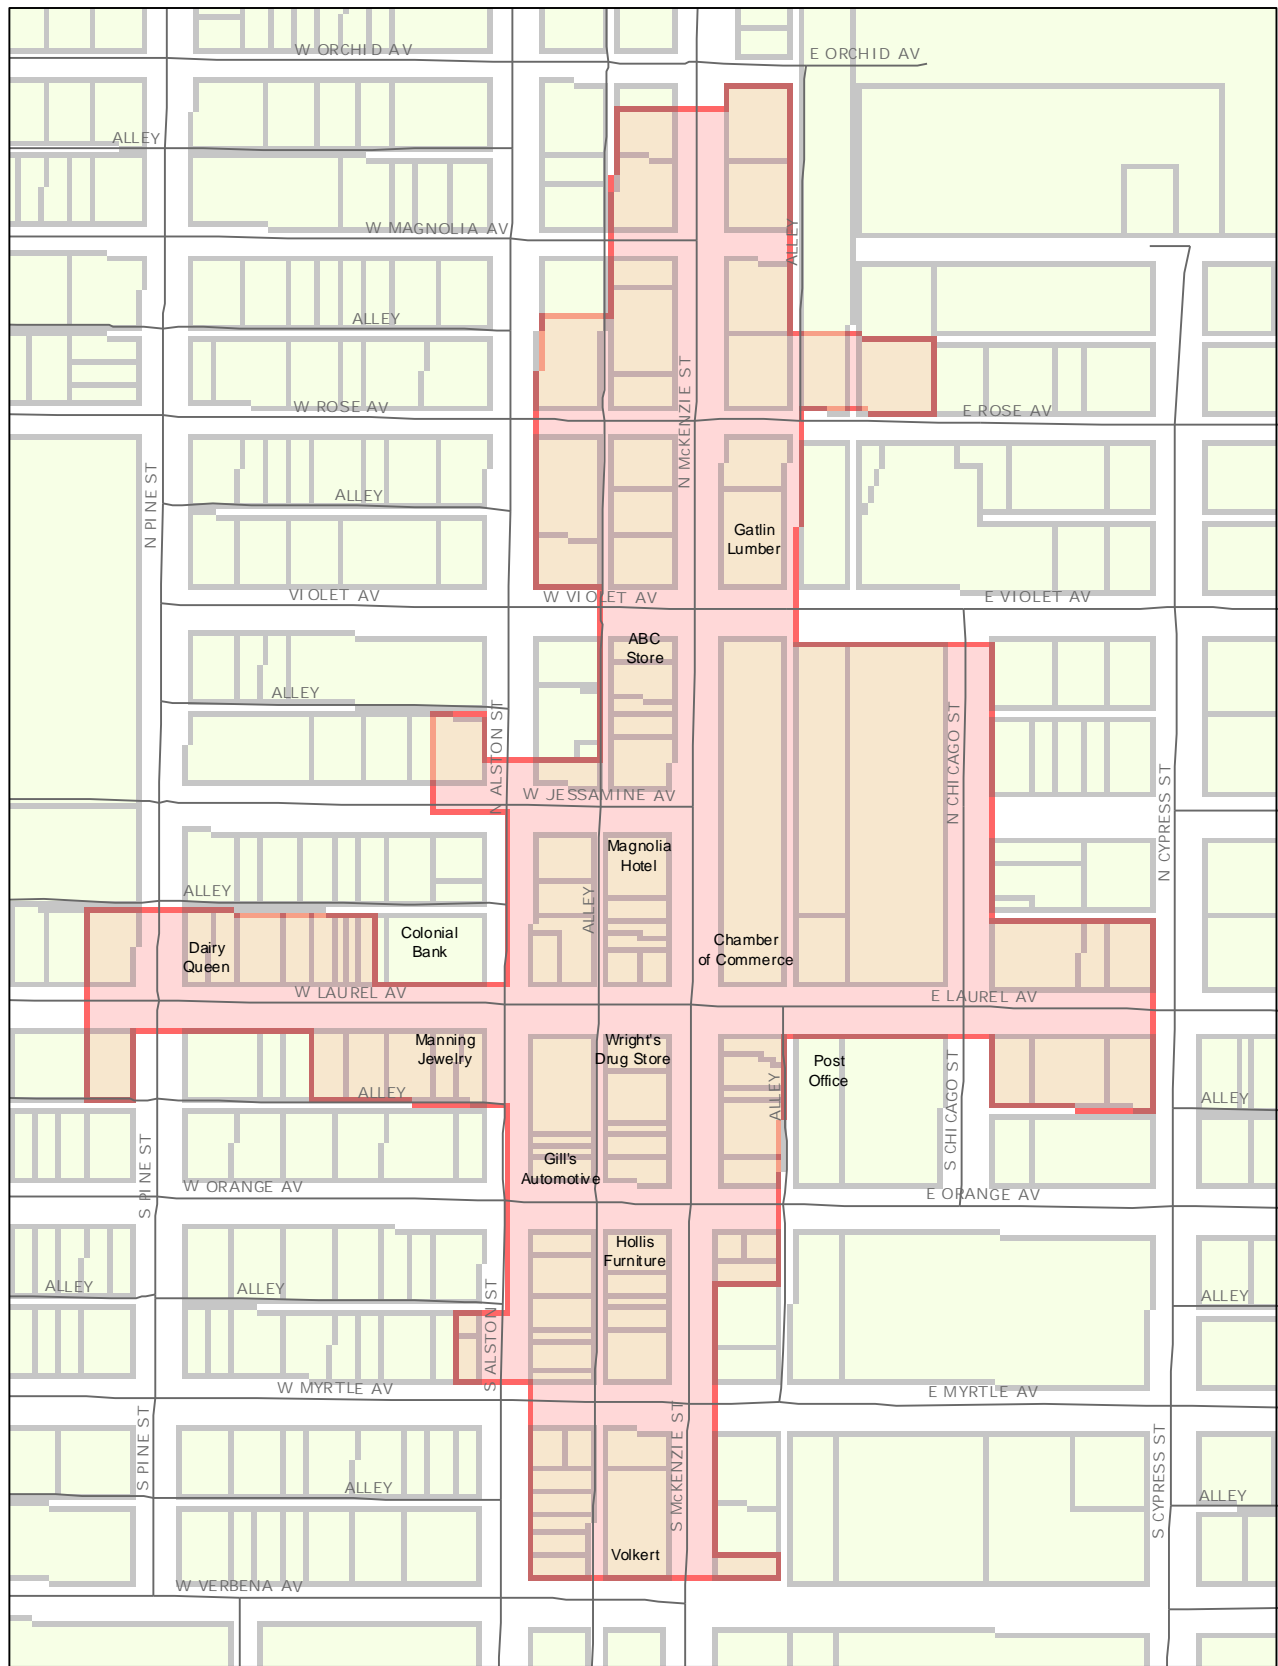 W ORCHID AV
E ORCHID AV
ALLEY
W MAGNOLIA AV
ALLEY
ALLEY
N McKENZIE ST
W ROSE AV
E ROSE AV
N PINE ST
ALLEY
Gatlin
Lumber
VIOLET AV
W VIOLET AV
E VIOLET AV
ABC
Store
ALLEY
N ALSTON ST
N CHICAGO ST
W JESSAMINE AV
N CYPRESS ST
Magnolia
Hotel
ALLEY
ALLEY
Dairy
Queen
Colonial
Bank
Chamber
of Commerce
W LAUREL AV
E LAUREL AV
Manning
Jewelry
Wright's
Drug Store
Post
Office
ALLEY
ALLEY
ALLEY
S CHICAGO ST
S PINE ST
Gill's
Automotive
W ORANGE AV
E ORANGE AV
Hollis
Furniture
ALLEY
ALLEY
ALLEY
S ALSTON ST
W MYRTLE AV
E MYRTLE AV
S PINE ST
S McKENZIE ST
S CYPRESS ST
ALLEY
ALLEY
Volkert
W VERBENA AV